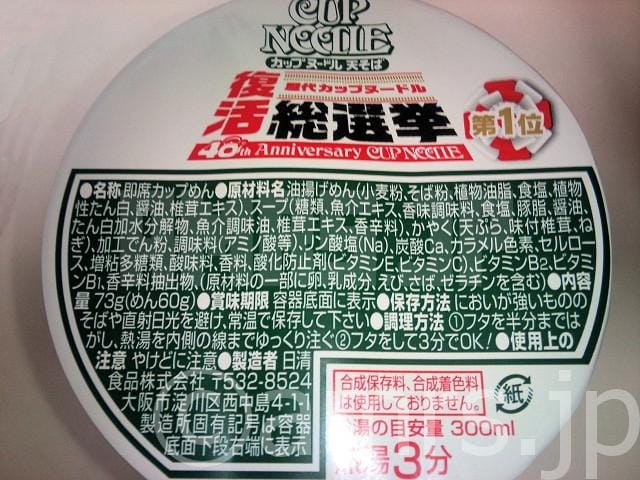 CUP
NOODLE
カップヌードル 天そば
復活
歴代カップヌードル
総選挙
第1位
40th Anniversary CUP NOODLE
●名称 即席カップめん●原材料名 油揚げめん(小麦粉、そば粉、植物油脂、食塩、植物
性たん白、醤油、椎茸エキス)、スープ(糖類、魚介エキス、香味調味料、食塩、豚脂、醤油、
たん白加水分解物、魚介調味油、椎茸エキス、香辛料)、かやく(天ぷら、味付椎茸、ね
ぎ)、加工でん粉、調味料(アミノ酸等)、リン酸塩(Na)、炭酸Ca、カラメル色素、セルロー
ス、増粘多糖類、酸味料、香料、酸化防止剤(ビタミンE、ビタミンC)、ビタミンB2、ビタミ
ンB1、香辛料抽出物、(原材料の一部に卵、乳成分、えび、さば、ゼラチンを含む)●内容
量 73g(めん60g)●賞味期限 容器底面に表示●保存方法 においが強いものの
そばや直射日光を避け、常温で保存して下さい●調理方法 ①フタを半分まではが
し、熱湯を内側の線までゆっくり注ぐ②フタをして3分でOK!●使用上の
注意 やけどに注意●製造者 日清
食品株式会社 〒532-8524
大阪市淀川区西中島4-1-1
製造所固有記号は容器
底面下段右端に表示
合成保存料、合成着色料
は使用しておりません。
紙
湯の目安量 300ml
熱湯3分
s.jp